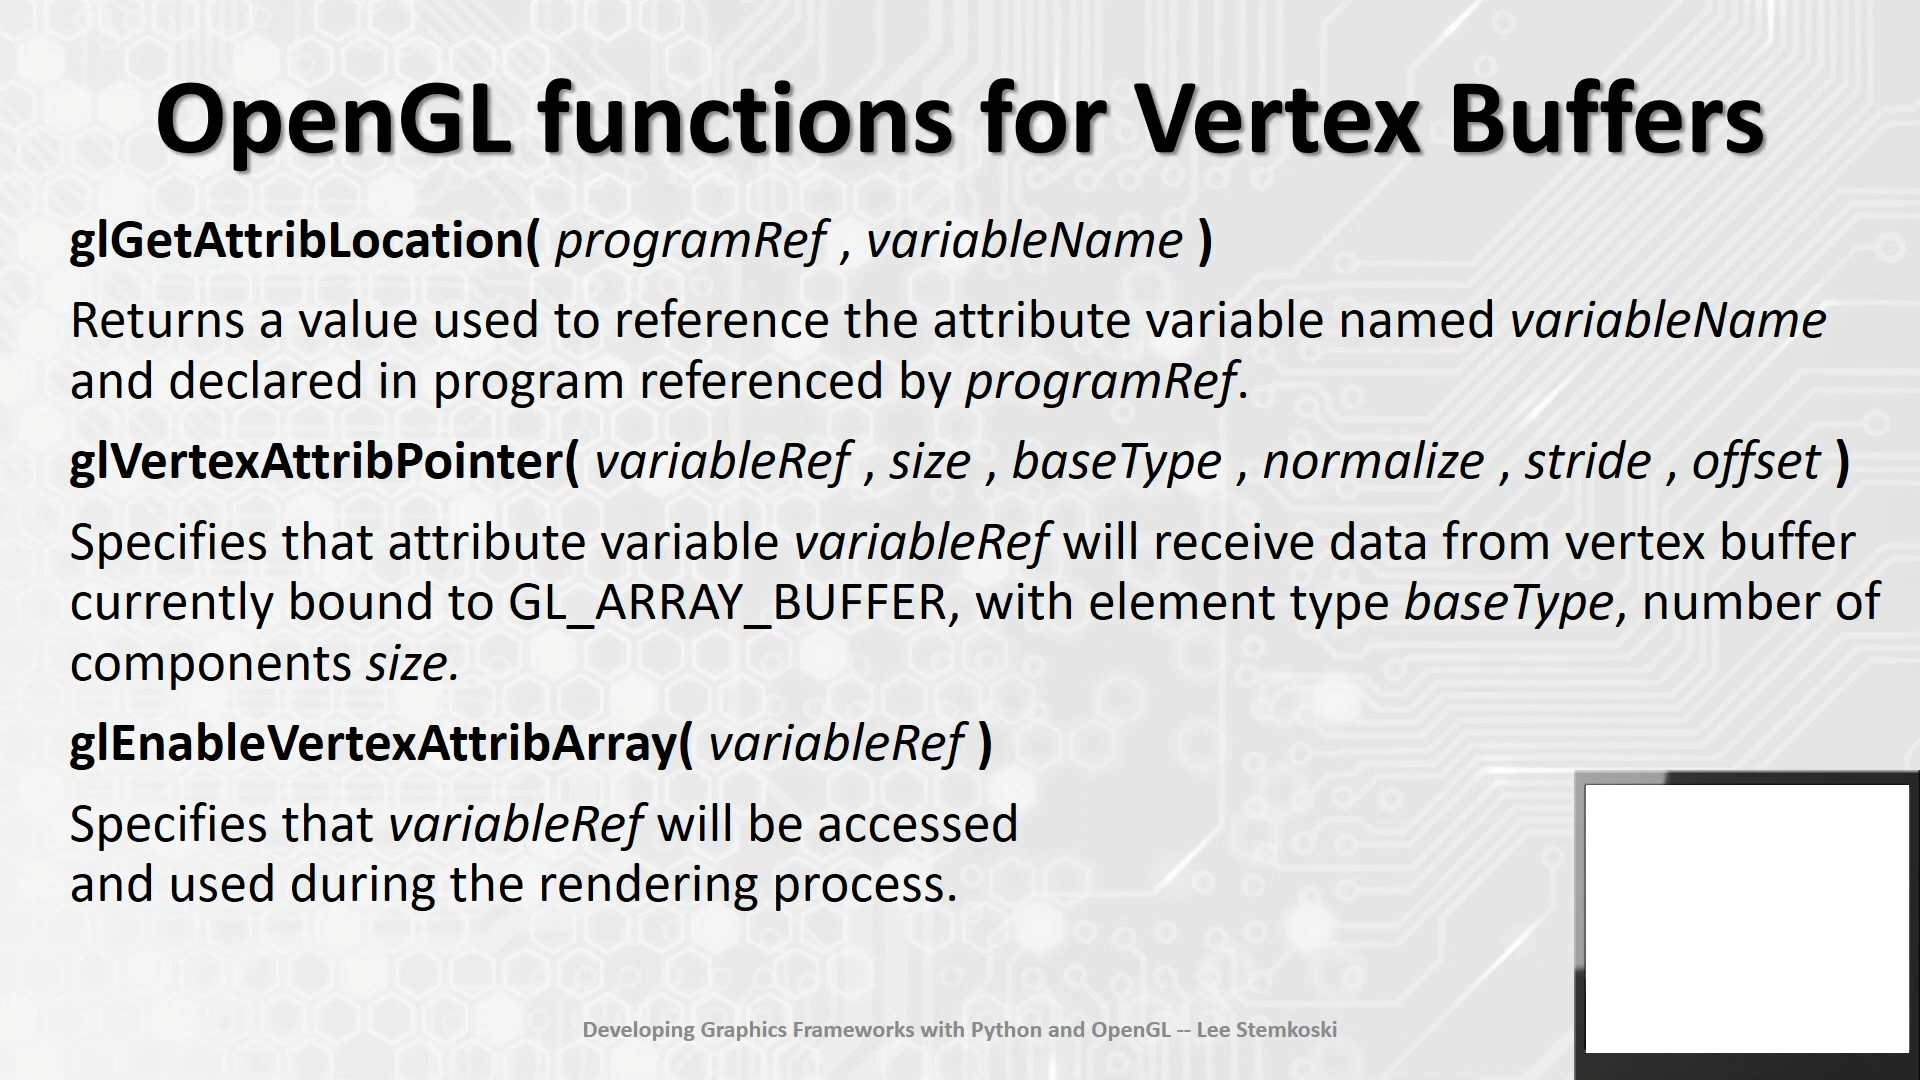 OpenGL functions for Vertex Buffers
glGetAttribLocation( programRef , variableName )
Returns a value used to reference the attribute variable named variableName
and declared in program referenced by programRef.
glVertexAttribPointer( variableRef , size , baseType , normalize , stride , offset )
Specifies that attribute variable variableRef will receive data from vertex buffer
currently bound to GL_ARRAY_BUFFER, with element type baseType, number of
components size.
glEnableVertexAttribArray( variableRef )
Specifies that variableRef will be accessed
and used during the rendering process.
Developing Graphics Frameworks with Python and OpenGL -- Lee Stemkoski